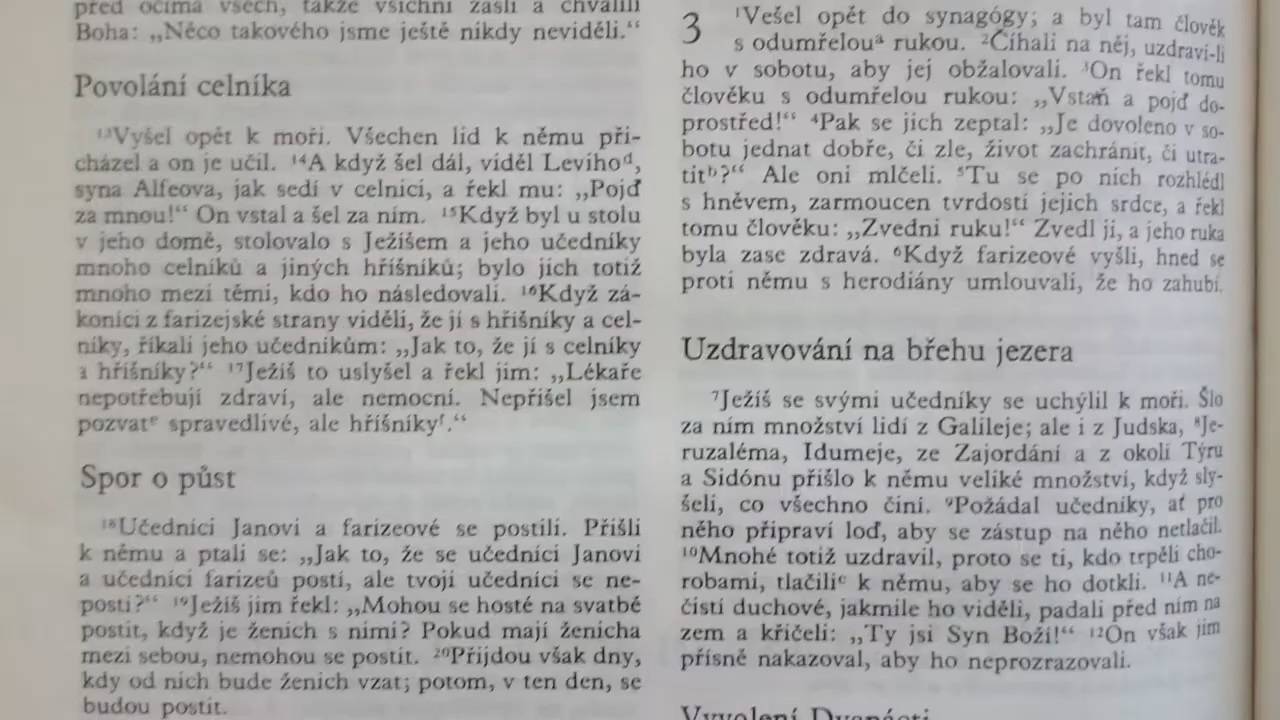 před očima všech, takže všichni žasli a chválili
Boha: „Něco takového jsme ještě nikdy neviděli.“
Povolání celníka
¹³Vyšel opět k moři. Všechen lid k němu při-
cházel a on je učil. ¹⁴A když šel dál, viděl Levihoᵈ,
syna Alfeova, jak sedí v celnici, a řekl mu: „Pojď
za mnou!“ On vstal a šel za ním. ¹⁵Když byl u stolu
v jeho domě, stolovalo s Ježíšem a jeho učedníky
mnoho celníků a jiných hříšníků; bylo jich totiž
mnoho mezi těmi, kdo ho následovali. ¹⁶Když zá-
koníci z farizejské strany viděli, že jí s hříšníky a cel-
níky, říkali jeho učedníkům: „Jak to, že jí s celníky
a hříšníky?“ ¹⁷Ježíš to uslyšel a řekl jim: „Lékaře
nepotřebují zdraví, ale nemocní. Nepřišel jsem
pozvatᵉ spravedlivé, ale hříšníkyᶠ.“
Spor o půst
¹⁸Učedníci Janovi a farizeové se postili. Přišli
k němu a ptali se: „Jak to, že se učedníci Janovi
a učedníci farizeů postí, ale tvoji učedníci se ne-
postí?“ ¹⁹Ježíš jim řekl: „Mohou se hosté na svatbě
postit, když je ženich s nimi? Pokud mají ženicha
mezi sebou, nemohou se postit. ²⁰Přijdou však dny,
kdy od nich bude ženich vzat; potom, v ten den, se
budou postit.
3 ¹Vešel opět do synagógy; a byl tam člověk
s odumřelouᵃ rukou. ²Číhali na něj, uzdraví-li
ho v sobotu, aby jej obžalovali. ³On řekl tomu
člověku s odumřelou rukou: „Vstaň a pojď do-
prostřed!“ ⁴Pak se jich zeptal: „Je dovoleno v so-
botu jednat dobře, či zle, život zachránit, či utra-
titᵇ?“ Ale oni mlčeli. ⁵Tu se po nich rozhlédl
s hněvem, zarmoucen tvrdostí jejich srdce, a řekl
tomu člověku: „Zvedni ruku!“ Zvedl ji, a jeho ruka
byla zase zdravá. ⁶Když farizeové vyšli, hned se
proti němu s herodiány umlouvali, že ho zahubí.
Uzdravování na břehu jezera
⁷Ježíš se svými učedníky se uchýlil k moři. Šlo
za ním množství lidí z Galileje; ale i z Judska, ⁸Je-
ruzaléma, Idumeje, ze Zajordání a z okolí Týru
a Sidónu přišlo k němu veliké množství, když sly-
šeli, co všechno činí. ⁹Požádal učedníky, ať pro
něho připraví loď, aby se zástup na něho netlačil.
¹⁰Mnohé totiž uzdravil, proto se ti, kdo trpěli cho-
robami, tlačiliᶜ k němu, aby se ho dotkli. ¹¹A ne-
čistí duchové, jakmile ho viděli, padali před ním na
zem a křičeli: „Ty jsi Syn Boží!“ ¹²On však jim
přísně nakazoval, aby ho neprozrazovali.
Vyvolení Dvanácti